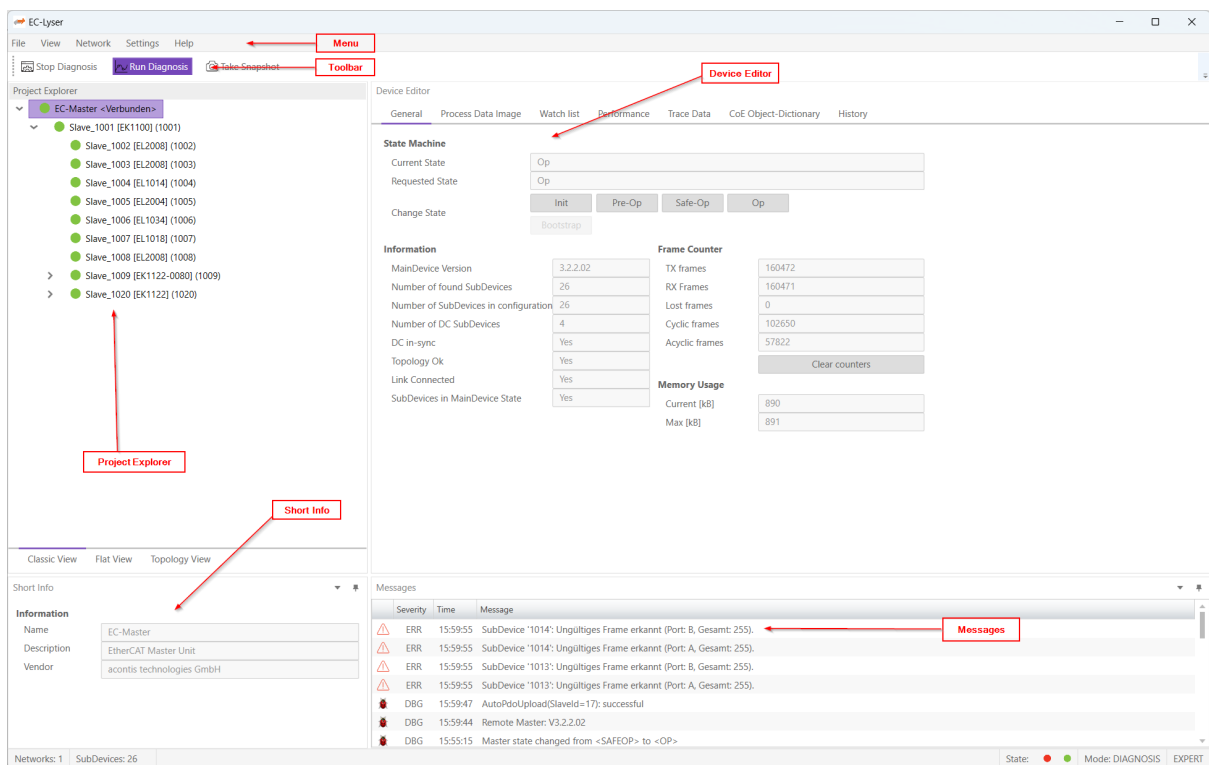 EC-Lyser
File View Network Settings Help
Menu
Stop Diagnosis Run Diagnosis Take Snapshot
Toolbar
Project Explorer
EC-Master <Verbunden>
Slave_1001 [EK1100] (1001)
Slave_1002 [EL2008] (1002)
Slave_1003 [EL2008] (1003)
Slave_1004 [EL1014] (1004)
Slave_1005 [EL2004] (1005)
Slave_1006 [EL1034] (1006)
Slave_1007 [EL1018] (1007)
Slave_1008 [EL2008] (1008)
Slave_1009 [EK1122-0080] (1009)
Slave_1020 [EK1122] (1020)
Project Explorer
Short Info
Classic View Flat View Topology View
Device Editor
Device Editor
General Process Data Image Watch list Performance Trace Data CoE Object-Dictionary History
State Machine
Current State Op
Requested State Op
Change State Init Pre-Op Safe-Op Op
Bootstrap
Information
MainDevice Version 3.2.2.02
Number of found SubDevices 26
Number of SubDevices in configuration 26
Number of DC SubDevices 4
DC in-sync Yes
Topology Ok Yes
Link Connected Yes
SubDevices in MainDevice State Yes
Frame Counter
TX frames 160472
RX Frames 160471
Lost frames 0
Cyclic frames 102650
Acyclic frames 57822
Clear counters
Memory Usage
Current [kB] 890
Max [kB] 891
Short Info
Information
Name EC-Master
Description EtherCAT Master Unit
Vendor acontis technologies GmbH
Messages
Severity Time Message
ERR 15:59:55 SubDevice '1014': Ungültiges Frame erkannt (Port: B, Gesamt: 255).
Messages
ERR 15:59:55 SubDevice '1014': Ungültiges Frame erkannt (Port: A, Gesamt: 255).
ERR 15:59:55 SubDevice '1013': Ungültiges Frame erkannt (Port: B, Gesamt: 255).
ERR 15:59:55 SubDevice '1013': Ungültiges Frame erkannt (Port: A, Gesamt: 255).
DBG 15:59:47 AutoPdoUpload(SlaveId=17): successful
DBG 15:59:44 Remote Master: V3.2.2.02
DBG 15:55:15 Master state changed from <SAFEOP> to <OP>
Networks: 1 SubDevices: 26 State: Mode: DIAGNOSIS EXPERT